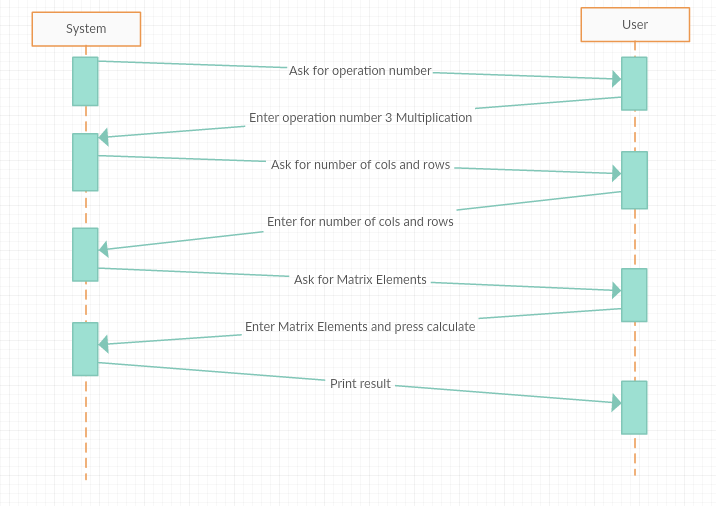 System
User
Ask for operation number
Enter operation number 3 Multiplication
Ask for number of cols and rows
Enter for number of cols and rows
Ask for Matrix Elements
Enter Matrix Elements and press calculate
Print result